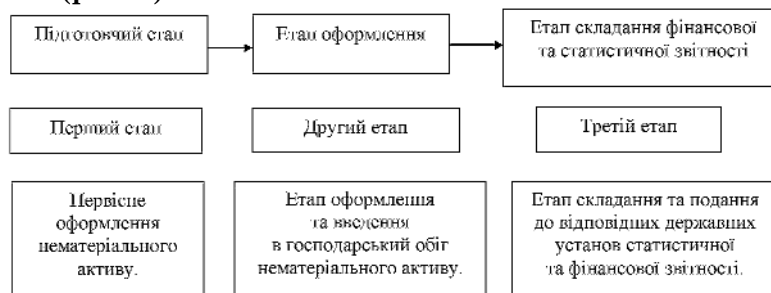 Підготовчий етап
Етап оформлення
Етап складання фінансової
та статистичної звітності
Перший етап
Другий етап
Третій етап
Первісне
оформлення
нематеріального
активу.
Етап оформлення
та введення
в господарський обіг
нематеріального активу.
Етап складання та подання
до відповідних державних
установ статистичної
та фінансової звітності.